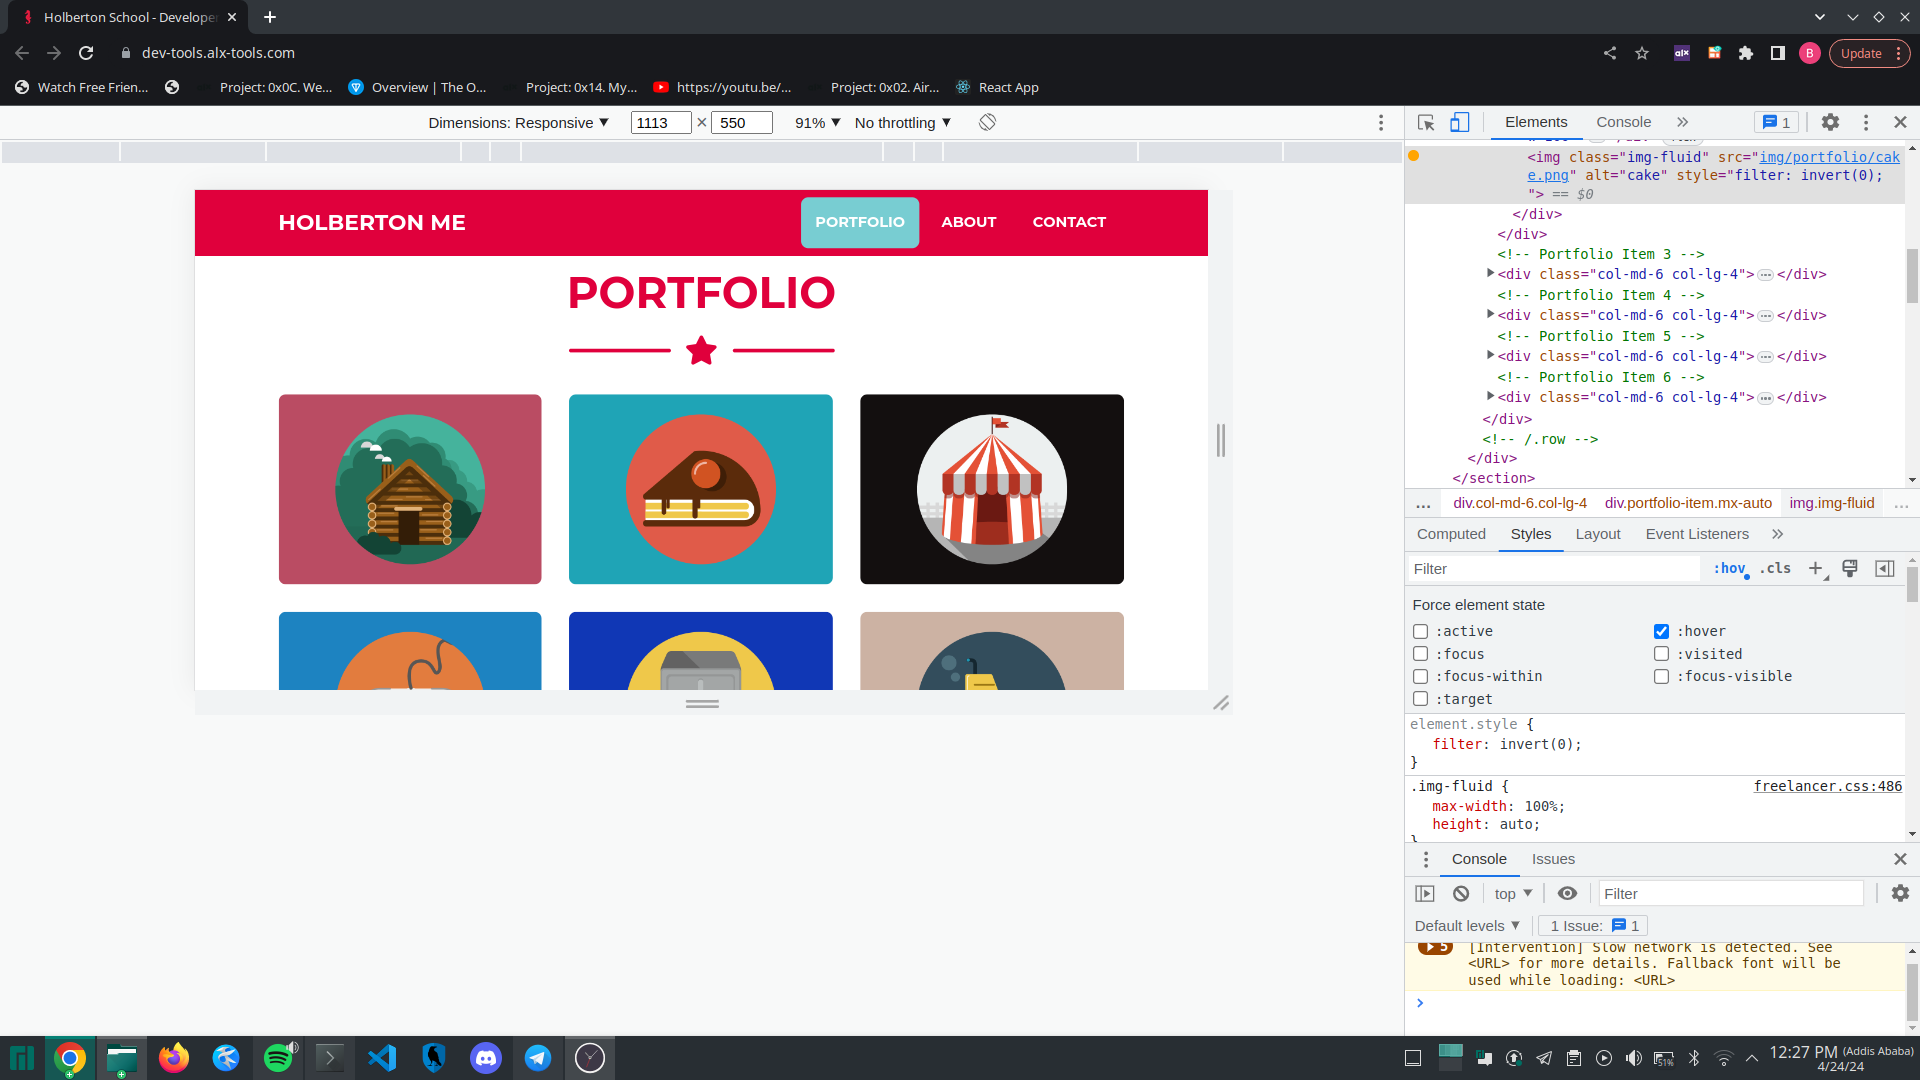 Holberton School - Develope
dev-tools.alx-tools.com
alx
B
Update
Watch Free Frien...
Project: 0x0C. We...
Overview | The O...
Project: 0x14. My...
https://youtu.be/...
Project: 0x02. Air...
React App
Dimensions: Responsive
1113 × 550
91%
No throttling
Elements
Console
1
HOLBERTON ME
PORTFOLIO
ABOUT
CONTACT
PORTFOLIO
<img class="img-fluid" src="img/portfolio/cak
e.png" alt="cake" style="filter: invert(0);
"> == $0
</div>
</div>
<!-- Portfolio Item 3 -->
<div class="col-md-6 col-lg-4">…</div>
<!-- Portfolio Item 4 -->
<div class="col-md-6 col-lg-4">…</div>
<!-- Portfolio Item 5 -->
<div class="col-md-6 col-lg-4">…</div>
<!-- Portfolio Item 6 -->
<div class="col-md-6 col-lg-4">…</div>
</div>
<!-- /.row -->
</div>
</section>
... div.col-md-6.col-lg-4 div.portfolio-item.mx-auto img.img-fluid ...
Computed
Styles
Layout
Event Listeners
Filter
:hov
.cls
Force element state
:active
:hover
:focus
:visited
:focus-within
:focus-visible
:target
element.style {
filter: invert(0);
}
.img-fluid {
freelancer.css:486
max-width: 100%;
height: auto;
}
Console
Issues
top
Filter
Default levels
1 Issue: 1
5
[Intervention] Slow network is detected. See
<URL> for more details. Fallback font will be
used while loading: <URL>
51%
12:27 PM (Addis Ababa)
4/24/24